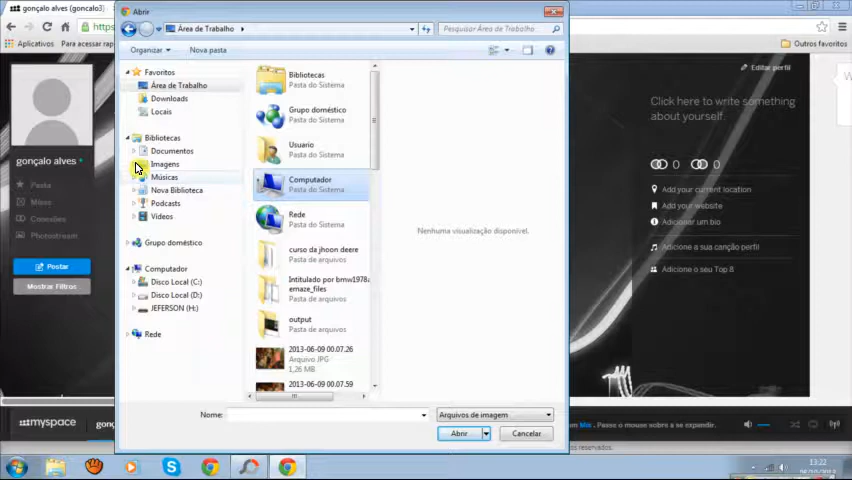 gonçalo alves (goncalo3)
Abrir
https
Área de Trabalho
Pesquisar Área de Trabalho
Aplicativos
Para acessar rap
Outros favoritos
Organizar
Nova pasta
Favoritos
Área de Trabalho
Downloads
Locais
Bibliotecas
Documentos
Imagens
Músicas
Nova Biblioteca
Podcasts
Vídeos
Grupo doméstico
Computador
Disco Local (C:)
Disco Local (D:)
JEFERSON (H:)
Rede
Bibliotecas
Pasta do Sistema
Grupo doméstico
Pasta do Sistema
Usuario
Pasta do Sistema
Computador
Pasta do Sistema
Rede
Pasta do Sistema
curso da jhoon deere
Pasta de arquivos
Intitulado por bmw1978a
emaze_files
Pasta de arquivos
output
Pasta de arquivos
2013-06-09 00.07.26
Arquivo JPG
1,26 MB
2013-06-09 00.07.59
Nenhuma visualização disponível.
Nome:
Arquivos de imagem
Abrir
Cancelar
gonçalo alves
Pasta
Mixes
Conexões
Photostream
Postar
Mostrar Filtros
Editar perfil
Click here to write something
about yourself.
0 0
Add your current location
Add your website
Adicionar um bio
Adicione a sua canção perfil
Adicione o seu Top 8
myspace
gonç
um Mix. Passe o mouse sobre a se expandir.
os reservados.
13:22